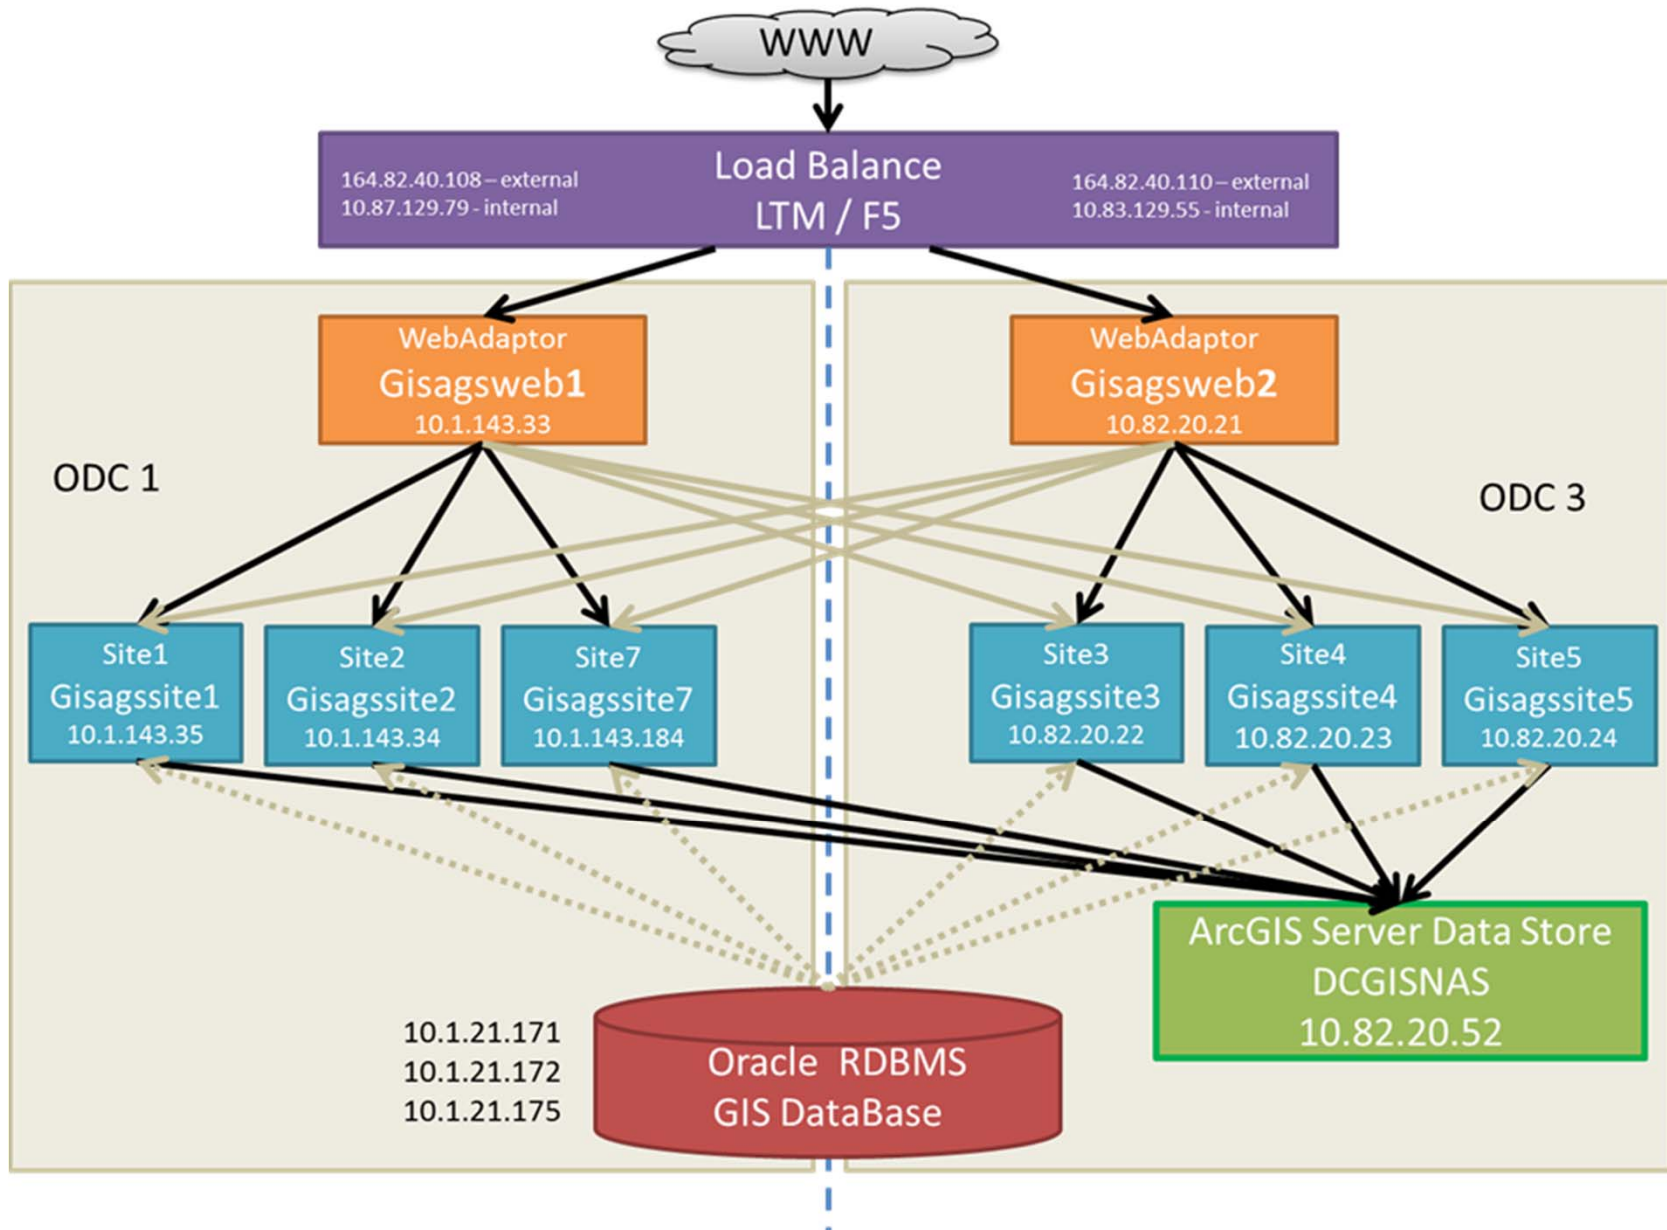 WWW
Load Balance
LTM / F5
164.82.40.108 – external
10.87.129.79 - internal
164.82.40.110 – external
10.83.129.55 - internal
WebAdaptor
Gisagsweb1
10.1.143.33
WebAdaptor
Gisagsweb2
10.82.20.21
ODC 1
ODC 3
Site1
Gisagssite1
10.1.143.35
Site2
Gisagssite2
10.1.143.34
Site7
Gisagssite7
10.1.143.184
Site3
Gisagssite3
10.82.20.22
Site4
Gisagssite4
10.82.20.23
Site5
Gisagssite5
10.82.20.24
ArcGIS Server Data Store
DCGISNAS
10.82.20.52
10.1.21.171
10.1.21.172
10.1.21.175
Oracle RDBMS
GIS DataBase